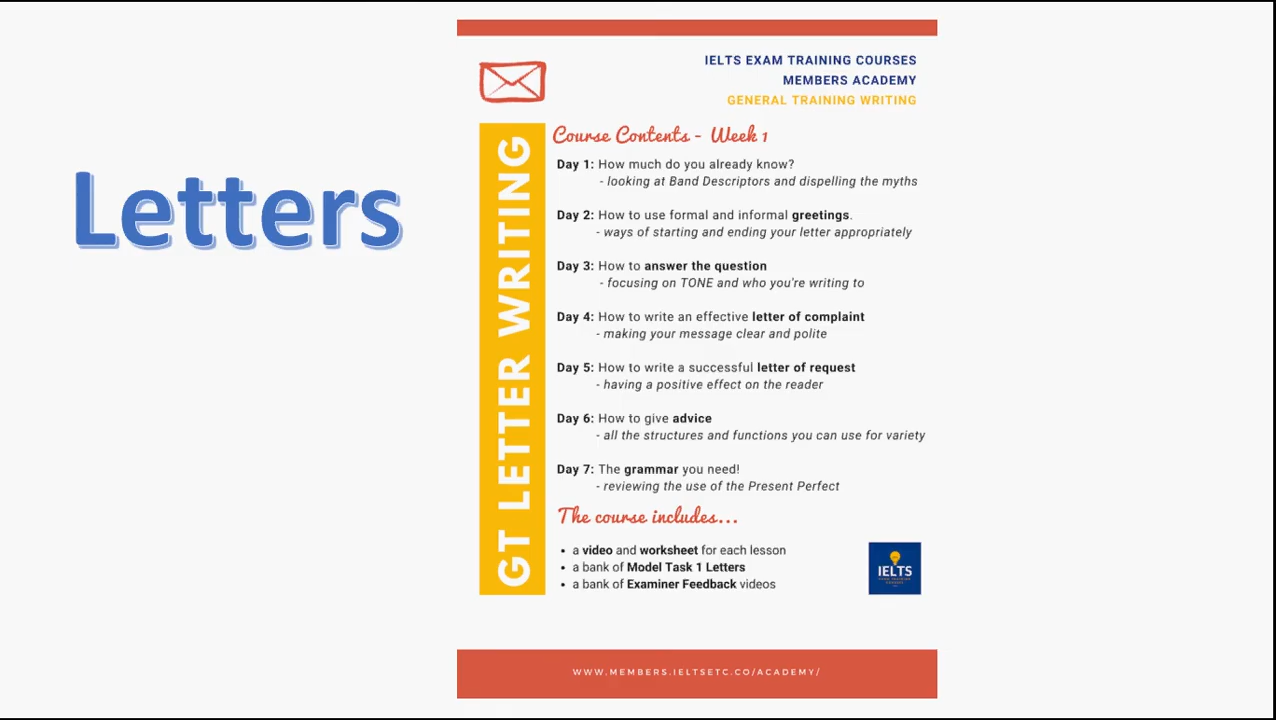 Letters
IELTS EXAM TRAINING COURSES
MEMBERS ACADEMY
GENERAL TRAINING WRITING
GT LETTER WRITING
Course Contents - Week 1
Day 1: How much do you already know?
- looking at Band Descriptors and dispelling the myths
Day 2: How to use formal and informal greetings.
- ways of starting and ending your letter appropriately
Day 3: How to answer the question
- focusing on TONE and who you're writing to
Day 4: How to write an effective letter of complaint
- making your message clear and polite
Day 5: How to write a successful letter of request
- having a positive effect on the reader
Day 6: How to give advice
- all the structures and functions you can use for variety
Day 7: The grammar you need!
- reviewing the use of the Present Perfect
The course includes...
• a video and worksheet for each lesson
• a bank of Model Task 1 Letters
• a bank of Examiner Feedback videos
IELTS
WWW.MEMBERS.IELTSETC.CO/ACADEMY/